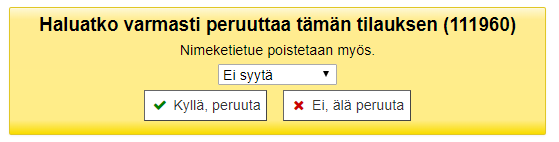 Haluatko varmasti peruuttaa tämän tilauksen (111960)
Nimeketietue poistetaan myös.
Ei syytä
Kyllä, peruuta
Ei, älä peruuta